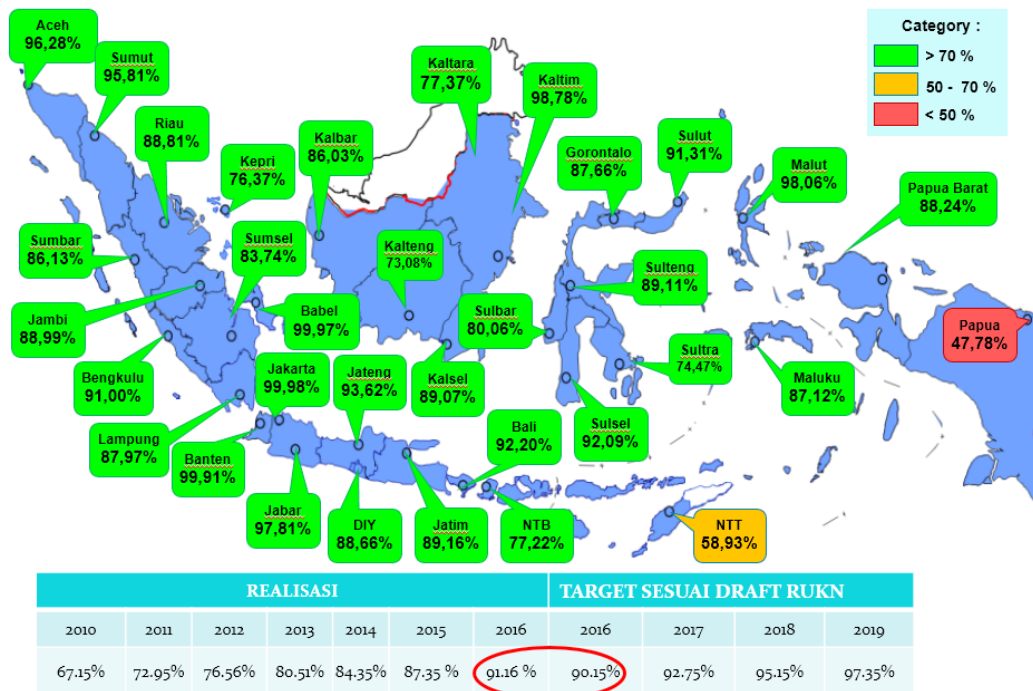 Aceh
96,28%
Sumut
95,81%
Riau
88,81%
Kepri
76,37%
Kalbar
86,03%
Kaltara
77,37%
Kaltim
98,78%
Gorontalo
87,66%
Sulut
91,31%
Malut
98,06%
Papua Barat
88,24%
Category :
> 70 %
50 - 70 %
< 50 %
Sumbar
86,13%
Sumsel
83,74%
Kalteng
73,08%
Sulteng
89,11%
Jambi
88,99%
Babel
99,97%
Sulbar
80,06%
Papua
47,78%
Bengkulu
91,00%
Jakarta
99,98%
Jateng
93,62%
Kalsel
89,07%
Sultra
74,47%
Maluku
87,12%
Lampung
87,97%
Banten
99,91%
Bali
92,20%
Sulsel
92,09%
Jabar
97,81%
DIY
88,66%
Jatim
89,16%
NTB
77,22%
NTT
58,93%
REALISASI TARGET SESUAI DRAFT RUKN
2010 2011 2012 2013 2014 2015 2016 2016 2017 2018 2019
67.15% 72.95% 76.56% 80.51% 84.35% 87.35 % 91.16 % 90.15% 92.75% 95.15% 97.35%